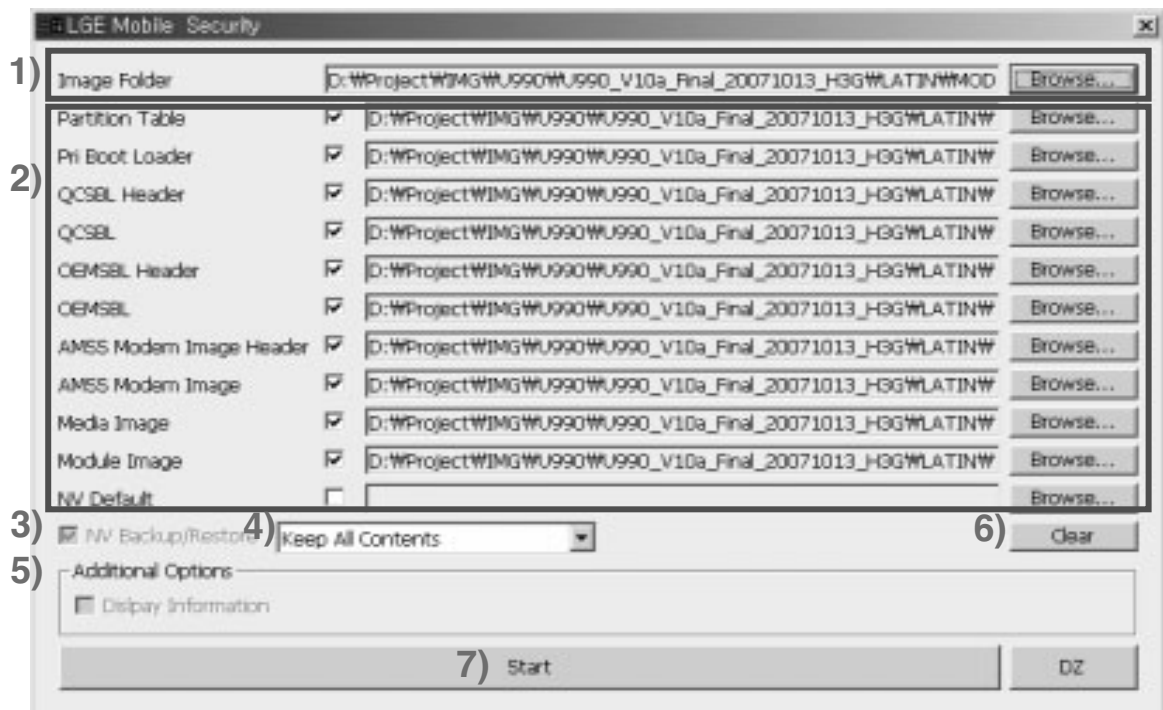 LGE Mobile Security
1) Image Folder D:₩Project₩IMG₩U990₩U990_V10a_Final_20071013_H3G₩LATIN₩MOD Browse...
Partition Table D:₩Project₩IMG₩U990₩U990_V10a_Final_20071013_H3G₩LATIN₩ Browse...
Pri Boot Loader D:₩Project₩IMG₩U990₩U990_V10a_Final_20071013_H3G₩LATIN₩ Browse...
2) QCSBL Header D:₩Project₩IMG₩U990₩U990_V10a_Final_20071013_H3G₩LATIN₩ Browse...
QCSBL D:₩Project₩IMG₩U990₩U990_V10a_Final_20071013_H3G₩LATIN₩ Browse...
OEMSBL Header D:₩Project₩IMG₩U990₩U990_V10a_Final_20071013_H3G₩LATIN₩ Browse...
OEMSBL D:₩Project₩IMG₩U990₩U990_V10a_Final_20071013_H3G₩LATIN₩ Browse...
AMSS Modem Image Header D:₩Project₩IMG₩U990₩U990_V10a_Final_20071013_H3G₩LATIN₩ Browse...
AMSS Modem Image D:₩Project₩IMG₩U990₩U990_V10a_Final_20071013_H3G₩LATIN₩ Browse...
Media Image D:₩Project₩IMG₩U990₩U990_V10a_Final_20071013_H3G₩LATIN₩ Browse...
Module Image D:₩Project₩IMG₩U990₩U990_V10a_Final_20071013_H3G₩LATIN₩ Browse...
NV Default Browse...
3) NV Backup/Restore 4) Keep All Contents 6) Clear
5) Additional Options
Dislpay Information
7) Start DZ